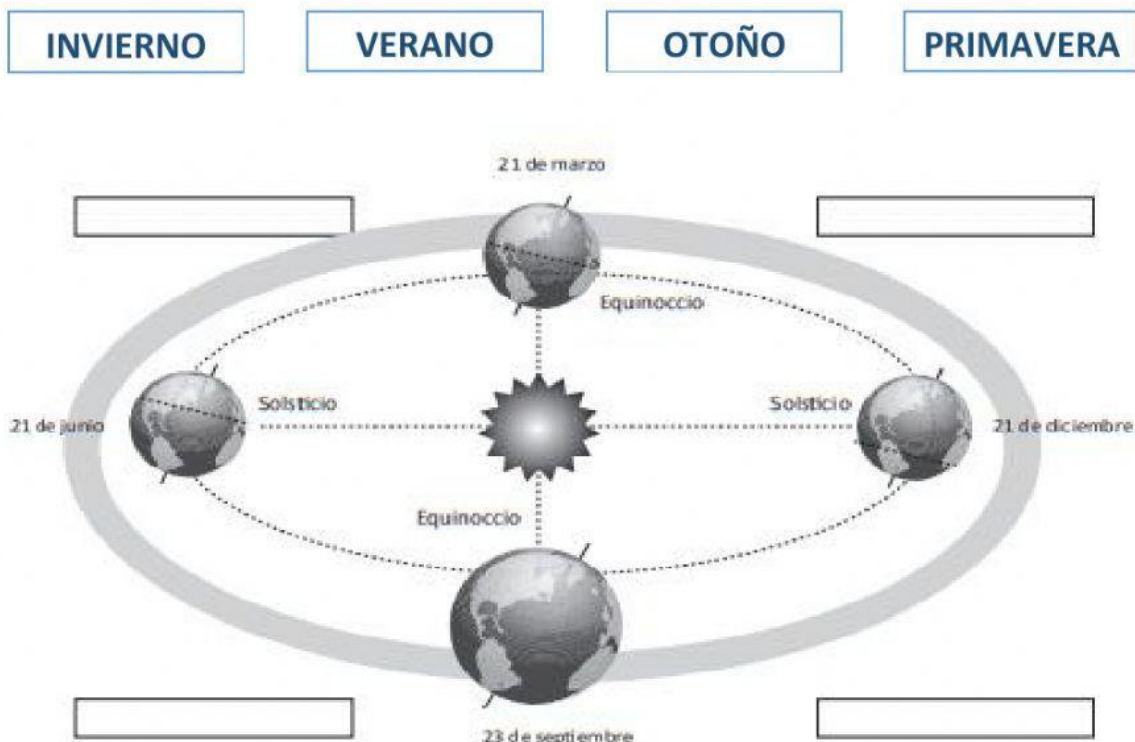 INVIERNO VERANO OTOÑO PRIMAVERA
21 de marzo
Equinoccio
Solsticio Solsticio
21 de junio 21 de diciembre
Equinoccio
23 de septiembre